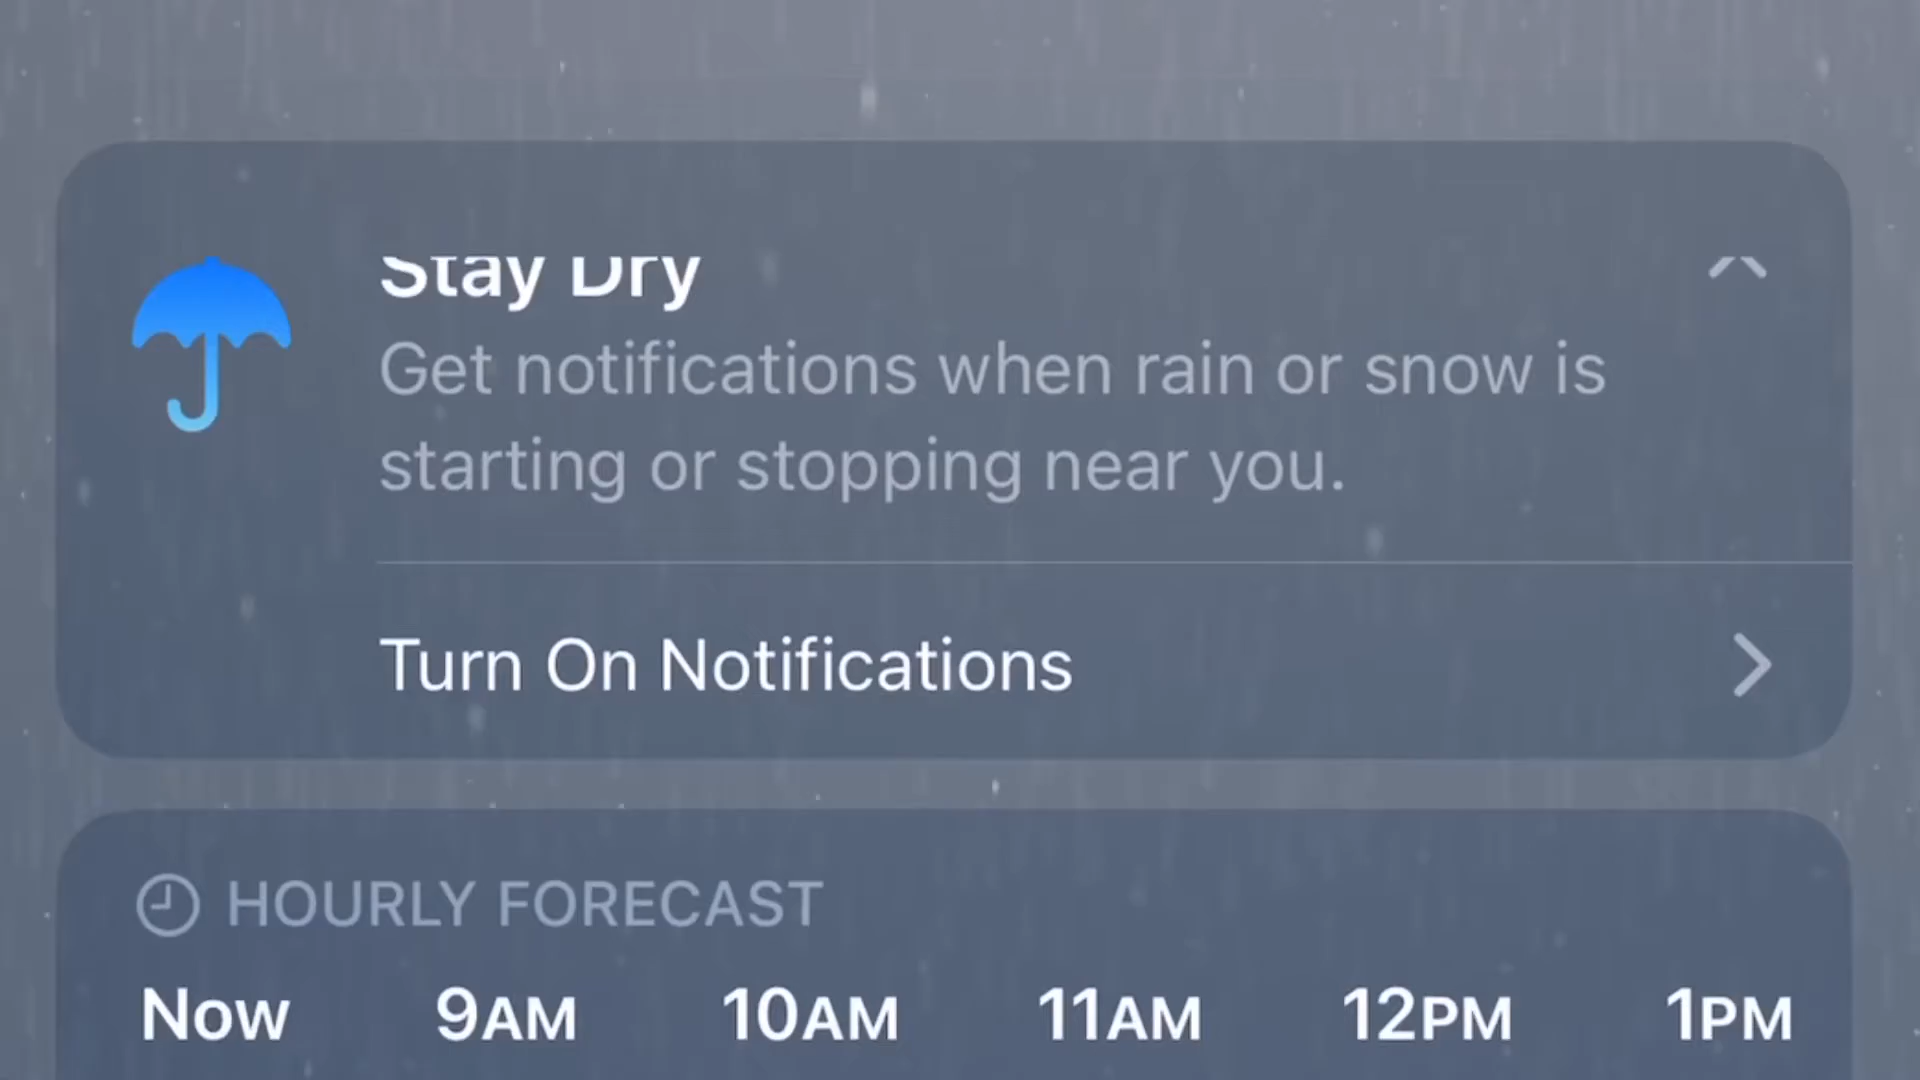 Stay Dry
Get notifications when rain or snow is
starting or stopping near you.
Turn On Notifications
HOURLY FORECAST
Now 9AM 10AM 11AM 12PM 1PM